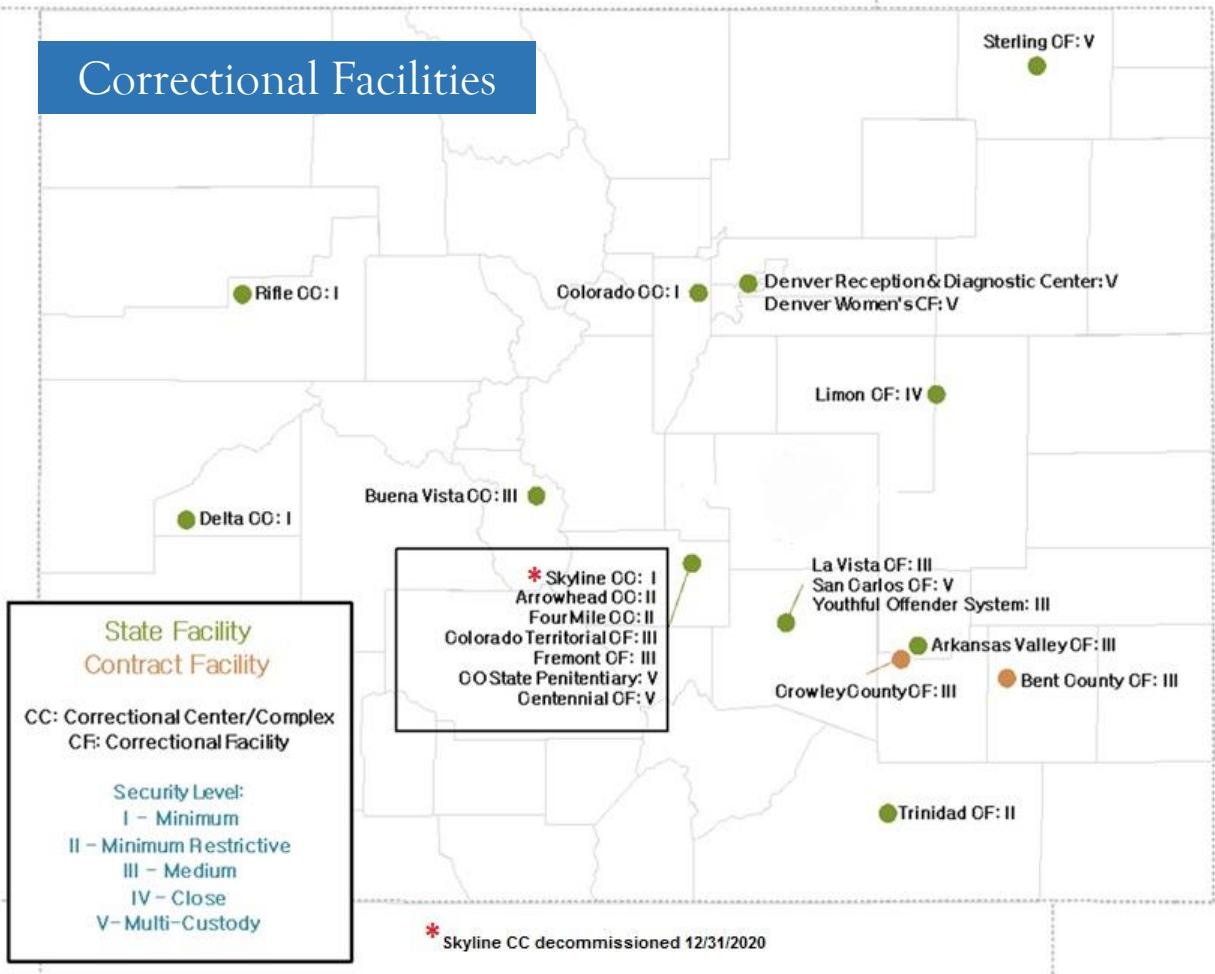 Correctional Facilities
Sterling CF: V
Rifle CC: I
Colorado CC: I
Denver Reception & Diagnostic Center: V
Denver Women's CF: V
Limon CF: IV
Buena Vista CC: III
Delta CC: I
* Skyline CC: I
Arrowhead CC: II
Four Mile CC: II
Colorado Territorial CF: III
Fremont CF: III
CO State Penitentiary: V
Centennial CF: V
La Vista CF: III
San Carlos CF: V
Youthful Offender System: III
Arkansas Valley CF: III
Crowley County CF: III
Bent County CF: III
Trinidad CF: II
State Facility
Contract Facility
CC: Correctional Center/Complex
CF: Correctional Facility
Security Level:
I - Minimum
II - Minimum Restrictive
III - Medium
IV - Close
V- Multi-Custody
* Skyline CC decommissioned 12/31/2020